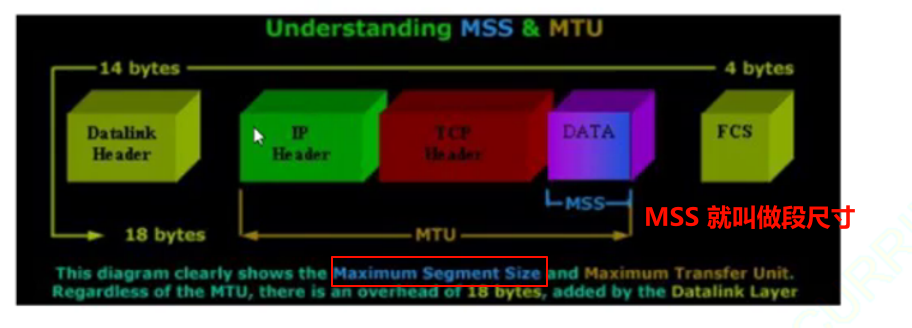 Understanding MSS & MTU
14 bytes
4 bytes
Datalink
Header
IP
Header
TCP
Header
DATA
FCS
MSS
MSS 就叫做段尺寸
18 bytes
MTU
This diagram clearly shows the Maximum Segment Size and Maximum Transfer Unit.
Regardless of the MTU, there is an overhead of 18 bytes, added by the Datalink Layer